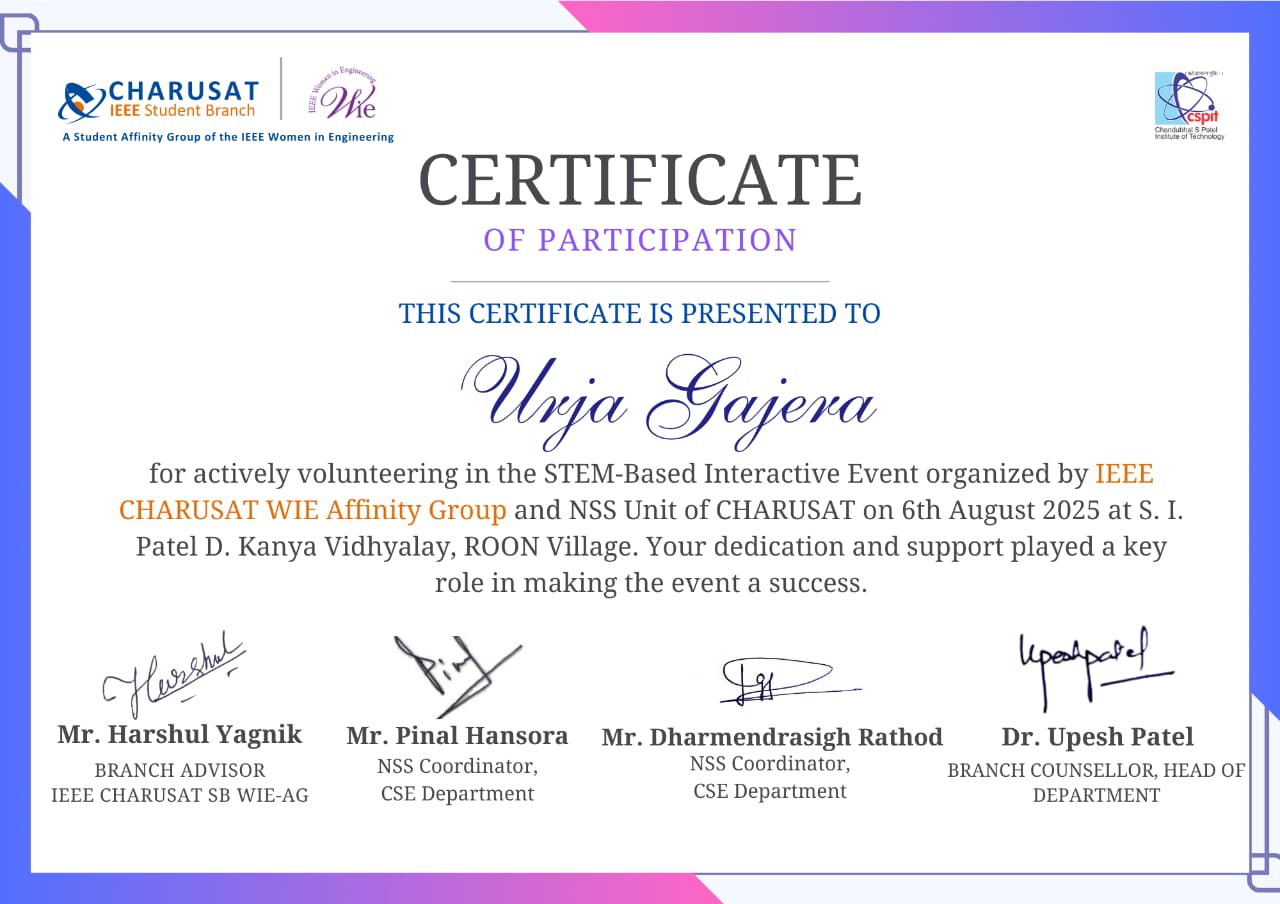 CHARUSAT
IEEE Student Branch
IEEE Women in Engineering
Wie
A Student Affinity Group of the IEEE Women in Engineering
cspit
Chandubhai S Patel
Institute of Technology
CERTIFICATE
OF PARTICIPATION
THIS CERTIFICATE IS PRESENTED TO
Urja Gajera
for actively volunteering in the STEM-Based Interactive Event organized by IEEE
CHARUSAT WIE Affinity Group and NSS Unit of CHARUSAT on 6th August 2025 at S. I.
Patel D. Kanya Vidhyalay, ROON Village. Your dedication and support played a key
role in making the event a success.
Harshul
Pinal
Upeshpatel
Mr. Harshul Yagnik
BRANCH ADVISOR
IEEE CHARUSAT SB WIE-AG
Mr. Pinal Hansora
NSS Coordinator,
CSE Department
Mr. Dharmendrasigh Rathod
NSS Coordinator,
CSE Department
Dr. Upesh Patel
BRANCH COUNSELLOR, HEAD OF
DEPARTMENT